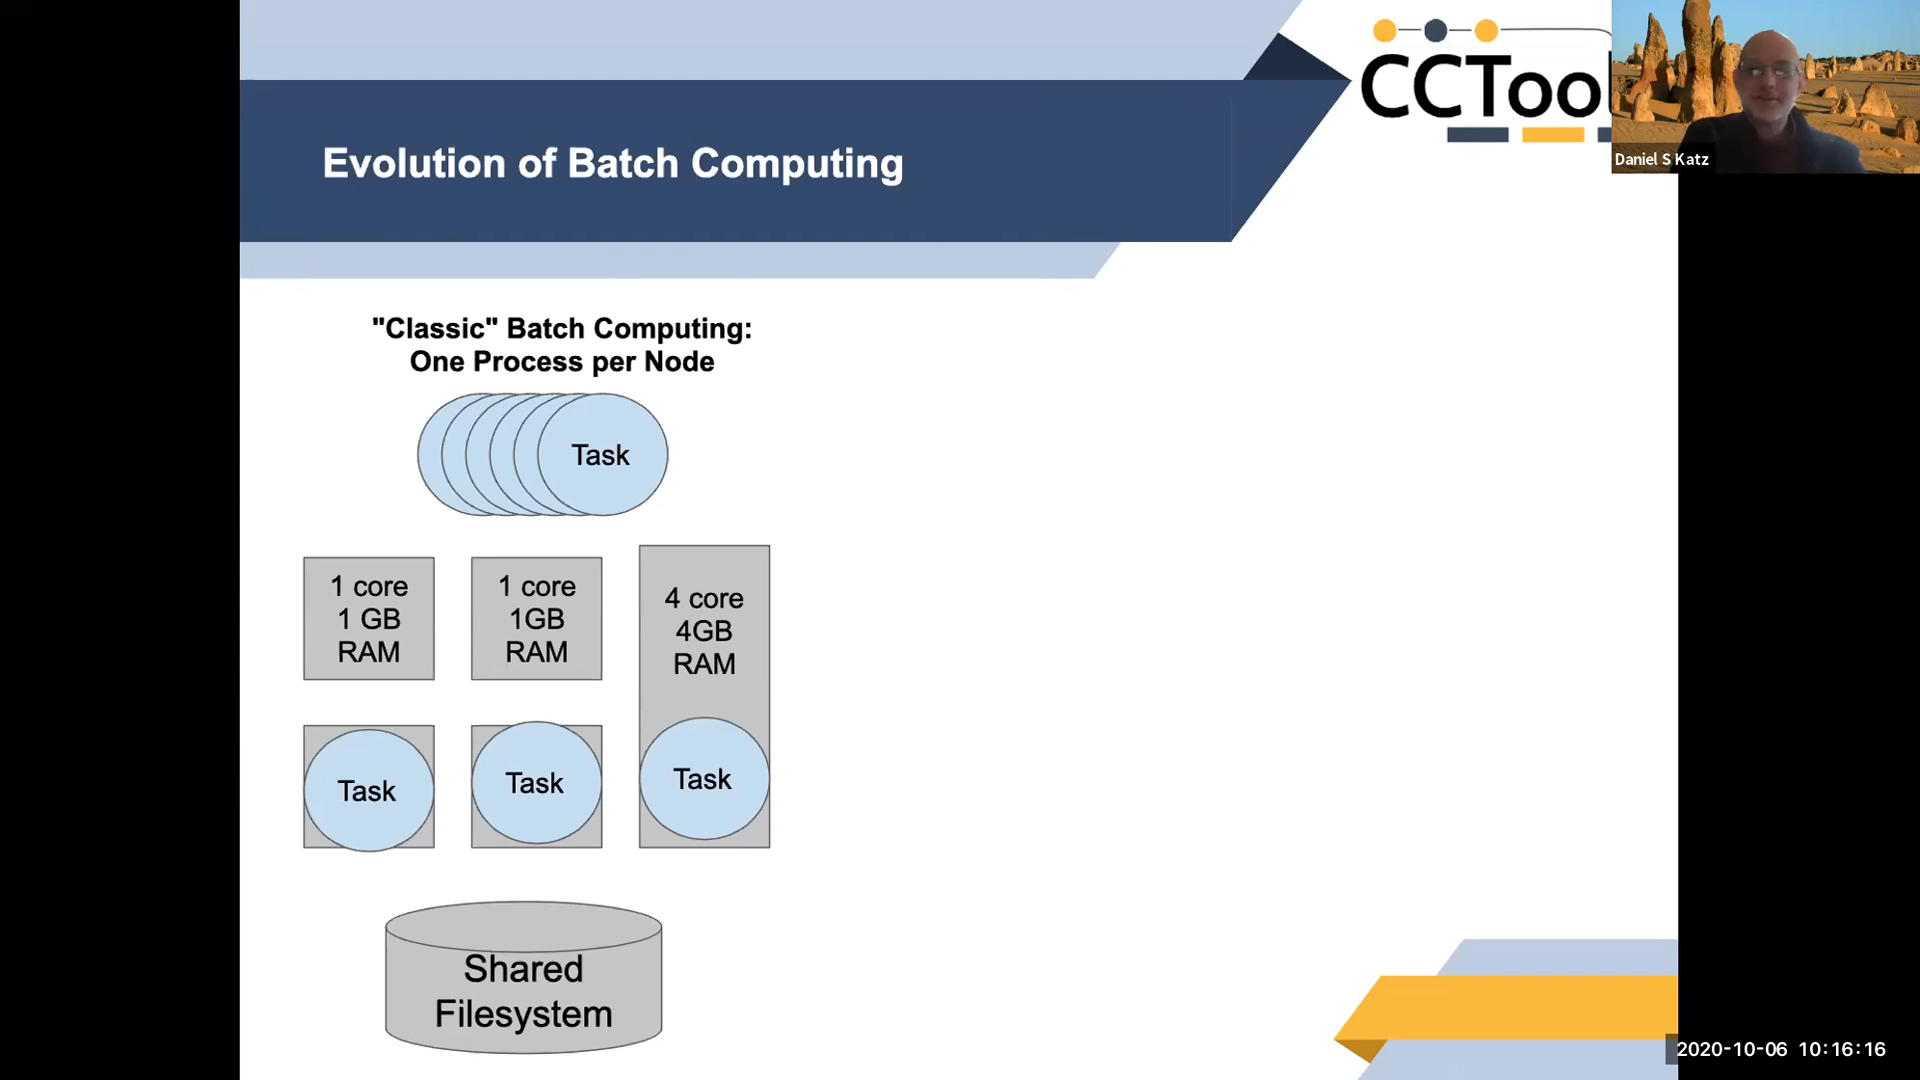 CCTool
Daniel S Katz
Evolution of Batch Computing
"Classic" Batch Computing:
One Process per Node
Task
1 core
1 GB
RAM
1 core
1GB
RAM
4 core
4GB
RAM
Task
Task
Task
Shared
Filesystem
2020-10-06 10:16:16